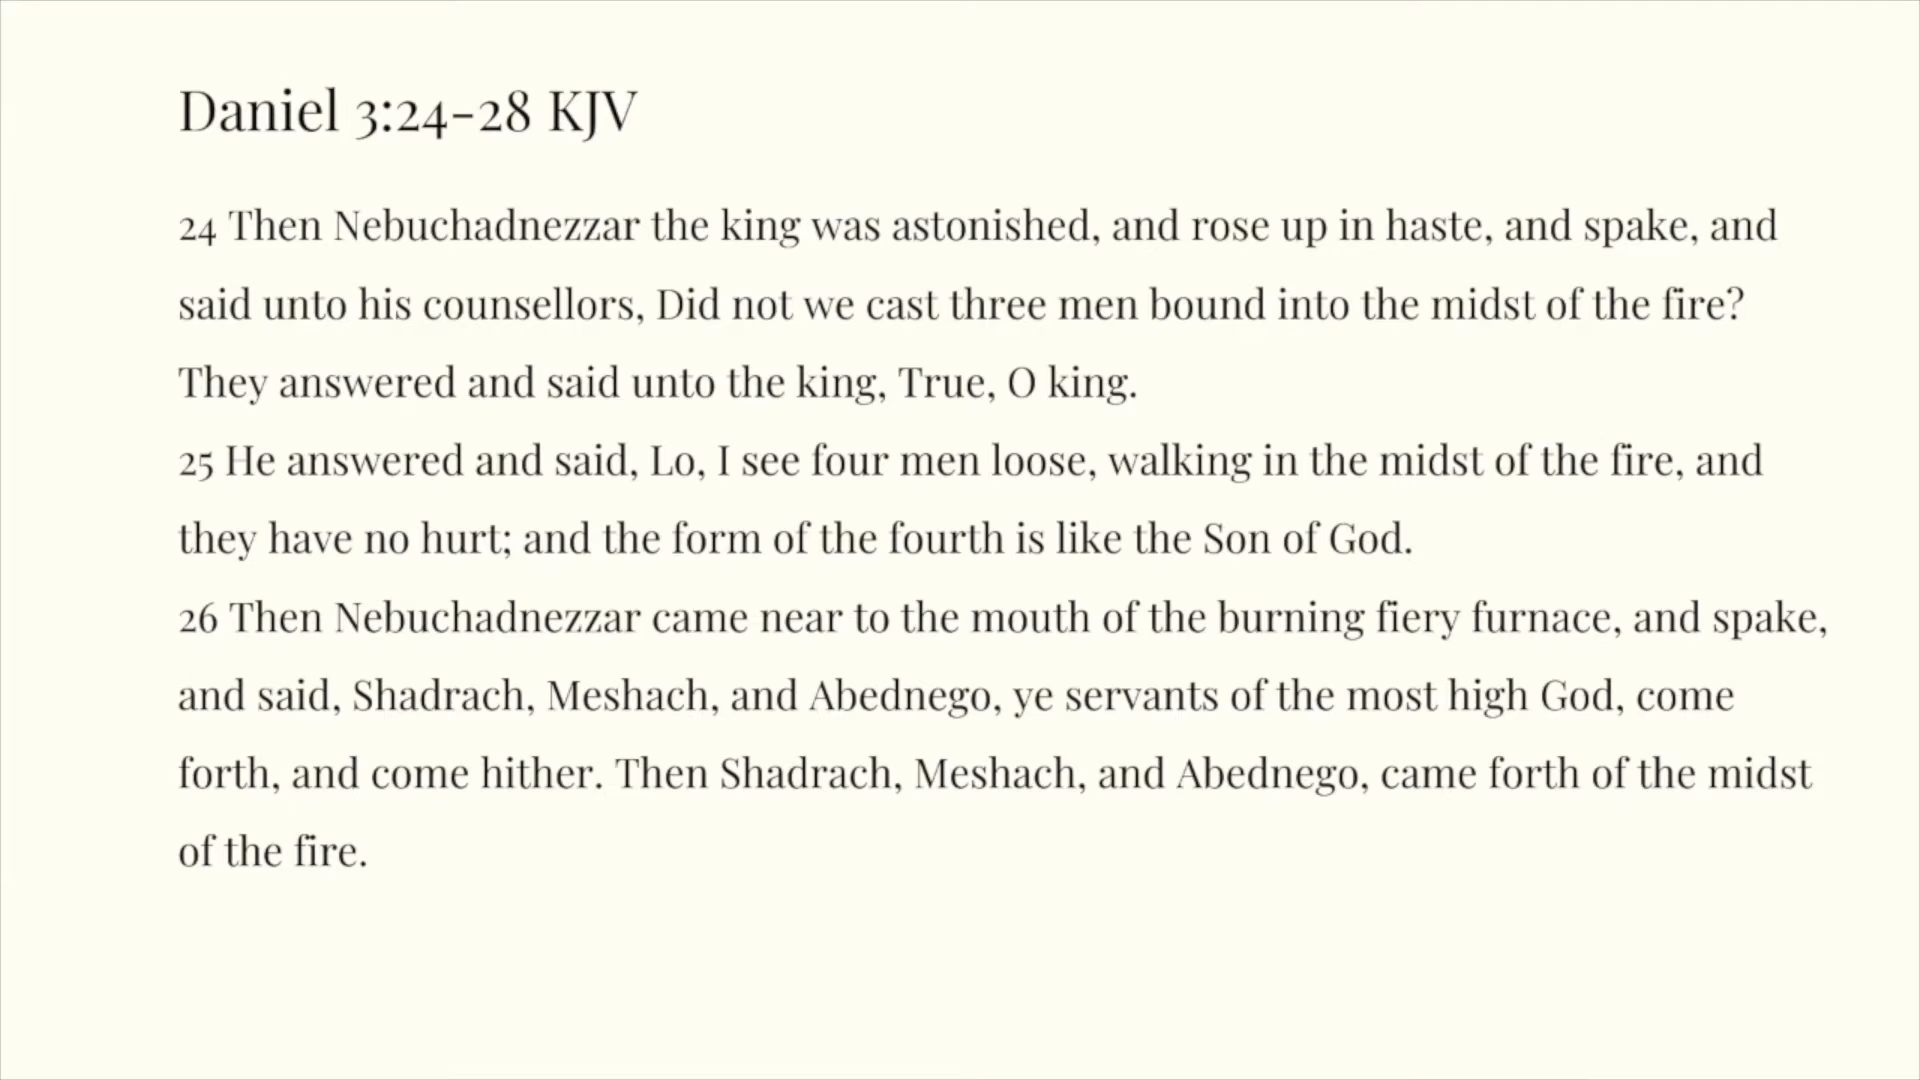 Daniel 3:24-28 KJV
24 Then Nebuchadnezzar the king was astonished, and rose up in haste, and spake, and
said unto his counsellors, Did not we cast three men bound into the midst of the fire?
They answered and said unto the king, True, O king.
25 He answered and said, Lo, I see four men loose, walking in the midst of the fire, and
they have no hurt; and the form of the fourth is like the Son of God.
26 Then Nebuchadnezzar came near to the mouth of the burning fiery furnace, and spake,
and said, Shadrach, Meshach, and Abednego, ye servants of the most high God, come
forth, and come hither. Then Shadrach, Meshach, and Abednego, came forth of the midst
of the fire.